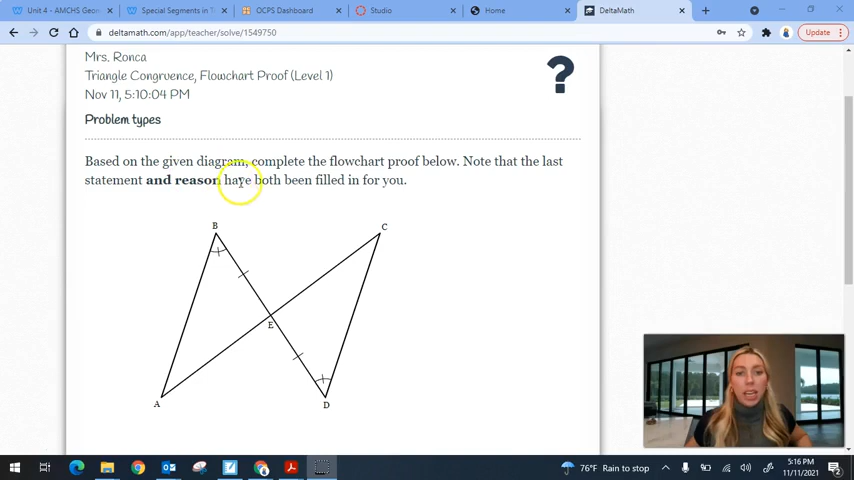 Unit 4 - AMCHS Geom
Special Segments in T
OCPS Dashboard
Studio
Home
DeltaMath
deltamath.com/app/teacher/solve/1549750
Update
Mrs. Ronca
Triangle Congruence, Flowchart Proof (Level 1)
Nov 11, 5:10:04 PM
?
Problem types
Based on the given diagram, complete the flowchart proof below. Note that the last
statement and reason have both been filled in for you.
B
C
E
A
D
76°F Rain to stop
5:16 PM
11/11/2021
2